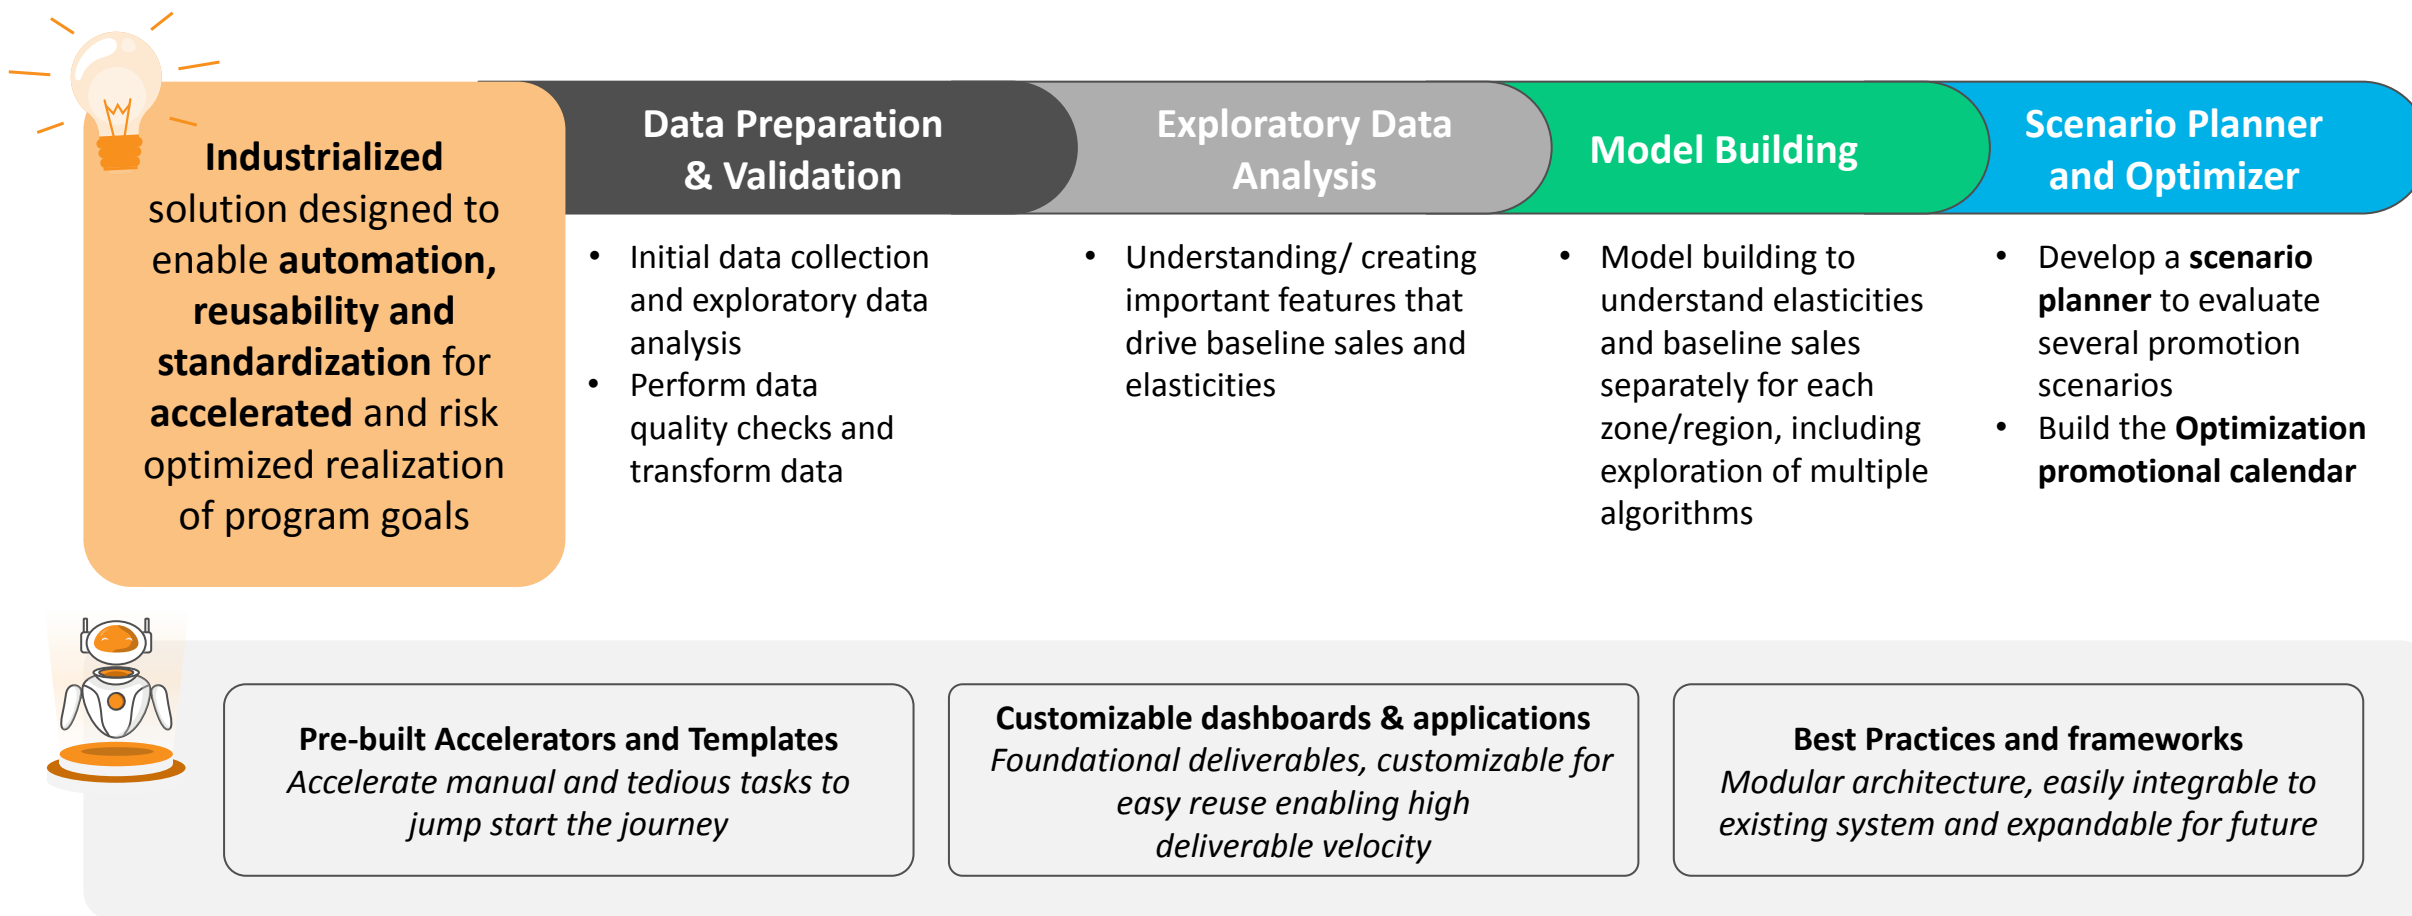 Industrialized
solution designed to
enable automation,
reusability and
standardization for
accelerated and risk
optimized realization
of program goals
Data Preparation
& Validation
• Initial data collection
and exploratory data
analysis
• Perform data
quality checks and
transform data
Exploratory Data
Analysis
• Understanding/ creating
important features that
drive baseline sales and
elasticities
Model Building
• Model building to
understand elasticities
and baseline sales
separately for each
zone/region, including
exploration of multiple
algorithms
Scenario Planner
and Optimizer
• Develop a scenario
planner to evaluate
several promotion
scenarios
• Build the Optimization
promotional calendar
Pre-built Accelerators and Templates
Accelerate manual and tedious tasks to
jump start the journey
Customizable dashboards & applications
Foundational deliverables, customizable for
easy reuse enabling high
deliverable velocity
Best Practices and frameworks
Modular architecture, easily integrable to
existing system and expandable for future